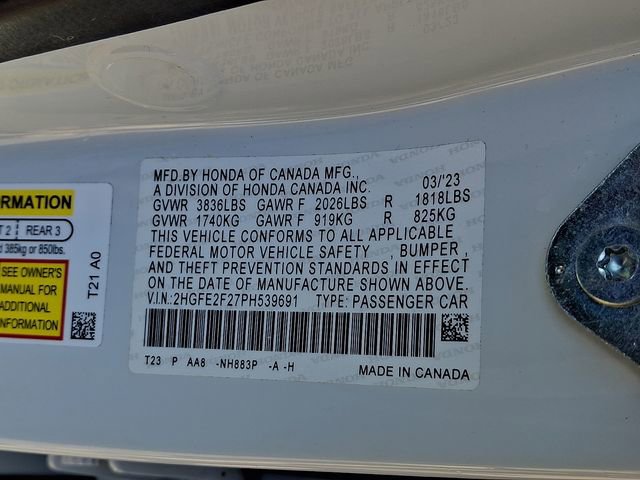 RMATION
T 2 REAR 3
d 385kg or 850lbs.
SEE OWNER'S
MANUAL FOR
ADDITIONAL
INFORMATION
T21 A0
MFD.BY HONDA OF CANADA MFG.,
A DIVISION OF HONDA CANADA INC. 03/'23
GVWR 3836LBS GAWR F 2026LBS R 1818LBS
GVWR 1740KG GAWR F 919KG R 825KG
THIS VEHICLE CONFORMS TO ALL APPLICABLE
FEDERAL MOTOR VEHICLE SAFETY , BUMPER ,
AND THEFT PREVENTION STANDARDS IN EFFECT
ON THE DATE OF MANUFACTURE SHOWN ABOVE.
V.I.N.:2HGFE2F27PH539691 TYPE: PASSENGER CAR
T23 P AA8 -NH883P -A -H
MADE IN CANADA